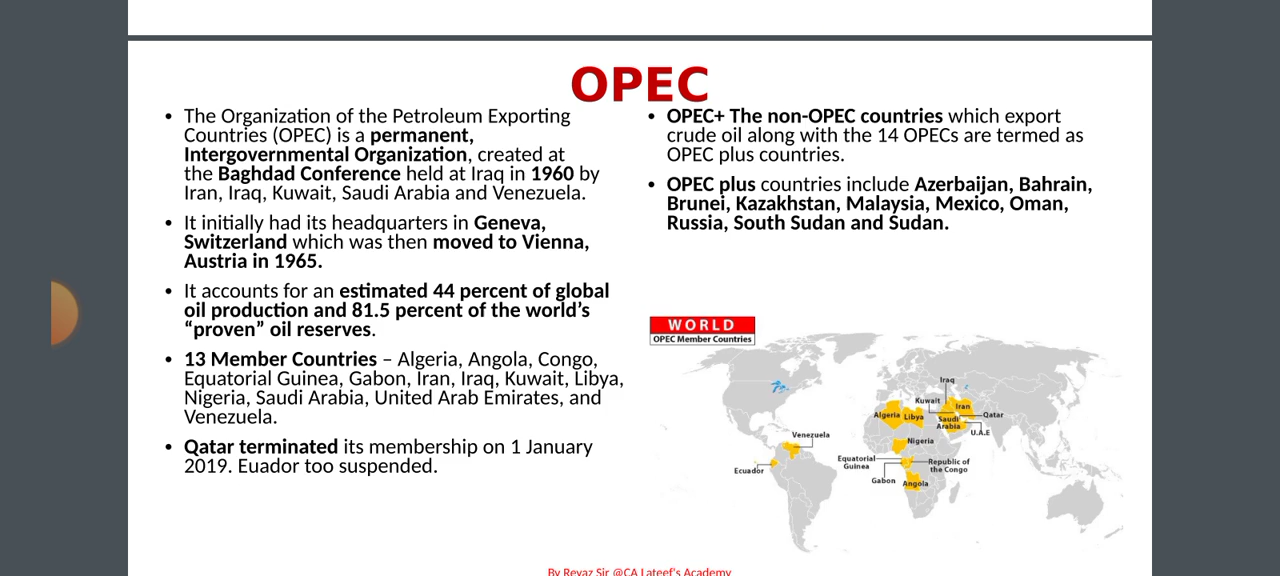 OPEC
• The Organization of the Petroleum Exporting
Countries (OPEC) is a permanent,
Intergovernmental Organization, created at
the Baghdad Conference held at Iraq in 1960 by
Iran, Iraq, Kuwait, Saudi Arabia and Venezuela.
• It initially had its headquarters in Geneva,
Switzerland which was then moved to Vienna,
Austria in 1965.
• It accounts for an estimated 44 percent of global
oil production and 81.5 percent of the world’s
“proven” oil reserves.
• 13 Member Countries – Algeria, Angola, Congo,
Equatorial Guinea, Gabon, Iran, Iraq, Kuwait, Libya,
Nigeria, Saudi Arabia, United Arab Emirates, and
Venezuela.
• Qatar terminated its membership on 1 January
2019. Euador too suspended.
• OPEC+ The non-OPEC countries which export
crude oil along with the 14 OPECs are termed as
OPEC plus countries.
• OPEC plus countries include Azerbaijan, Bahrain,
Brunei, Kazakhstan, Malaysia, Mexico, Oman,
Russia, South Sudan and Sudan.
WORLD
OPEC Member Countries
Iraq
Kuwait
Iran
Algeria
Libya
Saudi
Arabia
Qatar
U.A.E
Venezuela
Nigeria
Ecuador
Equatorial
Guinea
Republic of
the Congo
Gabon
Angola
By Reyaz Sir @CA Lateef's Academy